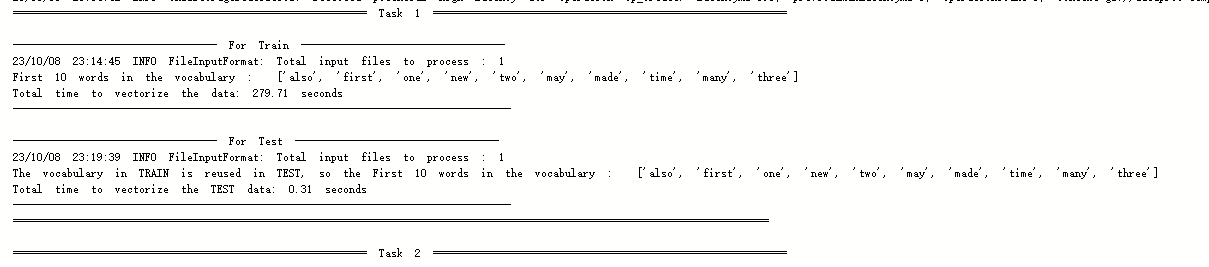 Task 1
For Train
23/10/08 23:14:45 INFO FileInputFormat: Total input files to process : 1
First 10 words in the vocabulary : ['also', 'first', 'one', 'new', 'two', 'may', 'made', 'time', 'many', 'three']
Total time to vectorize the data: 279.71 seconds
For Test
23/10/08 23:19:39 INFO FileInputFormat: Total input files to process : 1
The vocabulary in TRAIN is reused in TEST, so the First 10 words in the vocabulary : ['also', 'first', 'one', 'new', 'two', 'may', 'made', 'time', 'many', 'three']
Total time to vectorize the TEST data: 0.31 seconds
Task 2